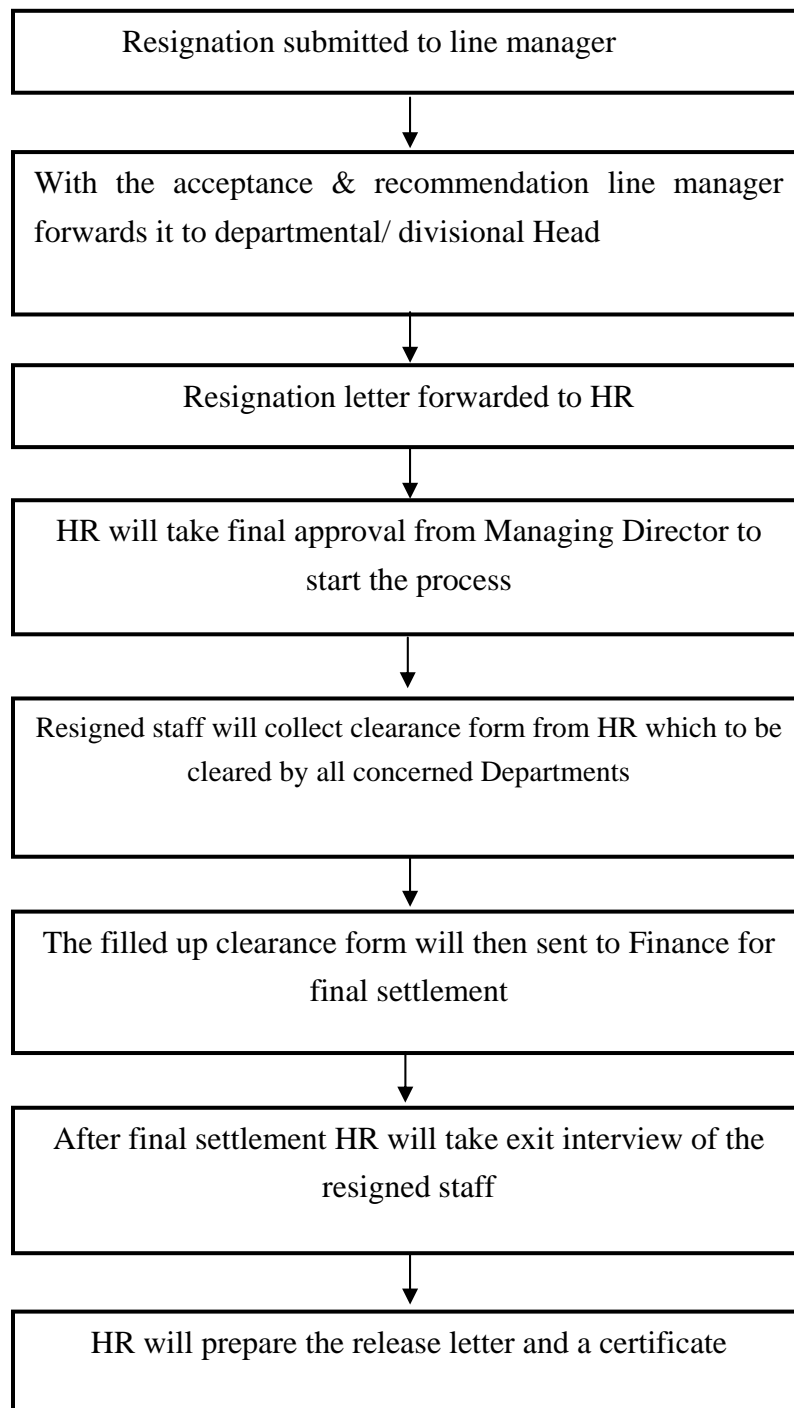 Resignation submitted to line manager
With the acceptance & recommendation line manager
forwards it to departmental/ divisional Head
Resignation letter forwarded to HR
HR will take final approval from Managing Director to
start the process
Resigned staff will collect clearance form from HR which to be
cleared by all concerned Departments
The filled up clearance form will then sent to Finance for
final settlement
After final settlement HR will take exit interview of the
resigned staff
HR will prepare the release letter and a certificate